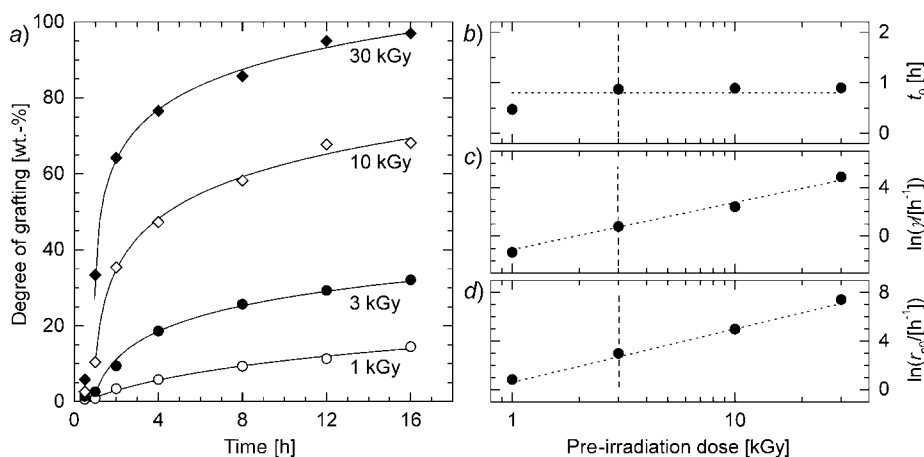 a)
100
80
60
40
20
0
Degree of grafting [wt.-%]
30 kGy
10 kGy
3 kGy
1 kGy
0 4 8 12 16
Time [h]
b)
2
1
0
t₀ [h]
c)
4
0
ln(γ/[h⁻¹])
d)
8
4
0
ln(rₚ₀/[h⁻¹])
1 10
Pre-irradiation dose [kGy]